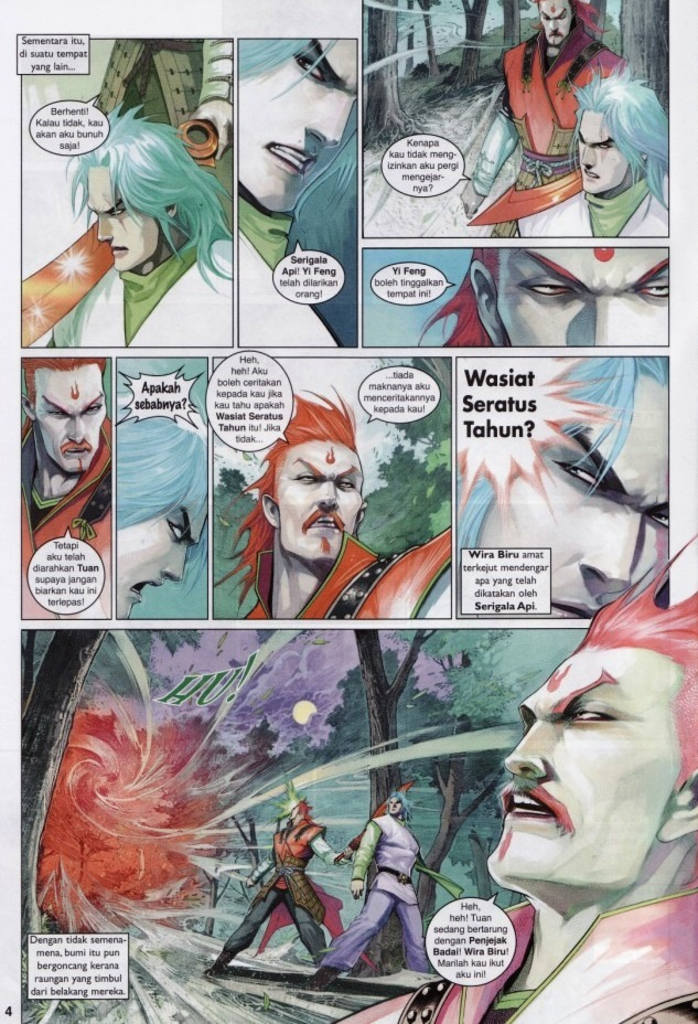 Sementara itu,
di suatu tempat
yang lain...
Berhenti!
Kalau tidak, kau
akan aku bunuh
saja!
Serigala
Api! Yi Feng
telah dilarikan
orang!
Kenapa
kau tidak meng-
izinkan aku pergi
mengejar-
nya?
Yi Feng
boleh tinggalkan
tempat ini!
Tetapi
aku telah
diarahkan Tuan
supaya jangan
biarkan kau ini
terlepas!
Apakah
sebabnya?
Heh,
heh! Aku
boleh ceritakan
kepada kau jika
kau tahu apakah
Wasiat Seratus
Tahun itu! Jika
tidak...
...tiada
maknanya aku
menceritakannya
kepada kau!
Wasiat
Seratus
Tahun?
Wira Biru amat
terkejut mendengar
apa yang telah
dikatakan oleh
Serigala Api.
HU!
Dengan tidak semena-
mena, bumi itu pun
bergoncang kerana
raungan yang timbul
dari belakang mereka.
Heh,
heh! Tuan
sedang bertarung
dengan Penjejak
Badai! Wira Biru!
Marilah kau ikut
aku ini!
4